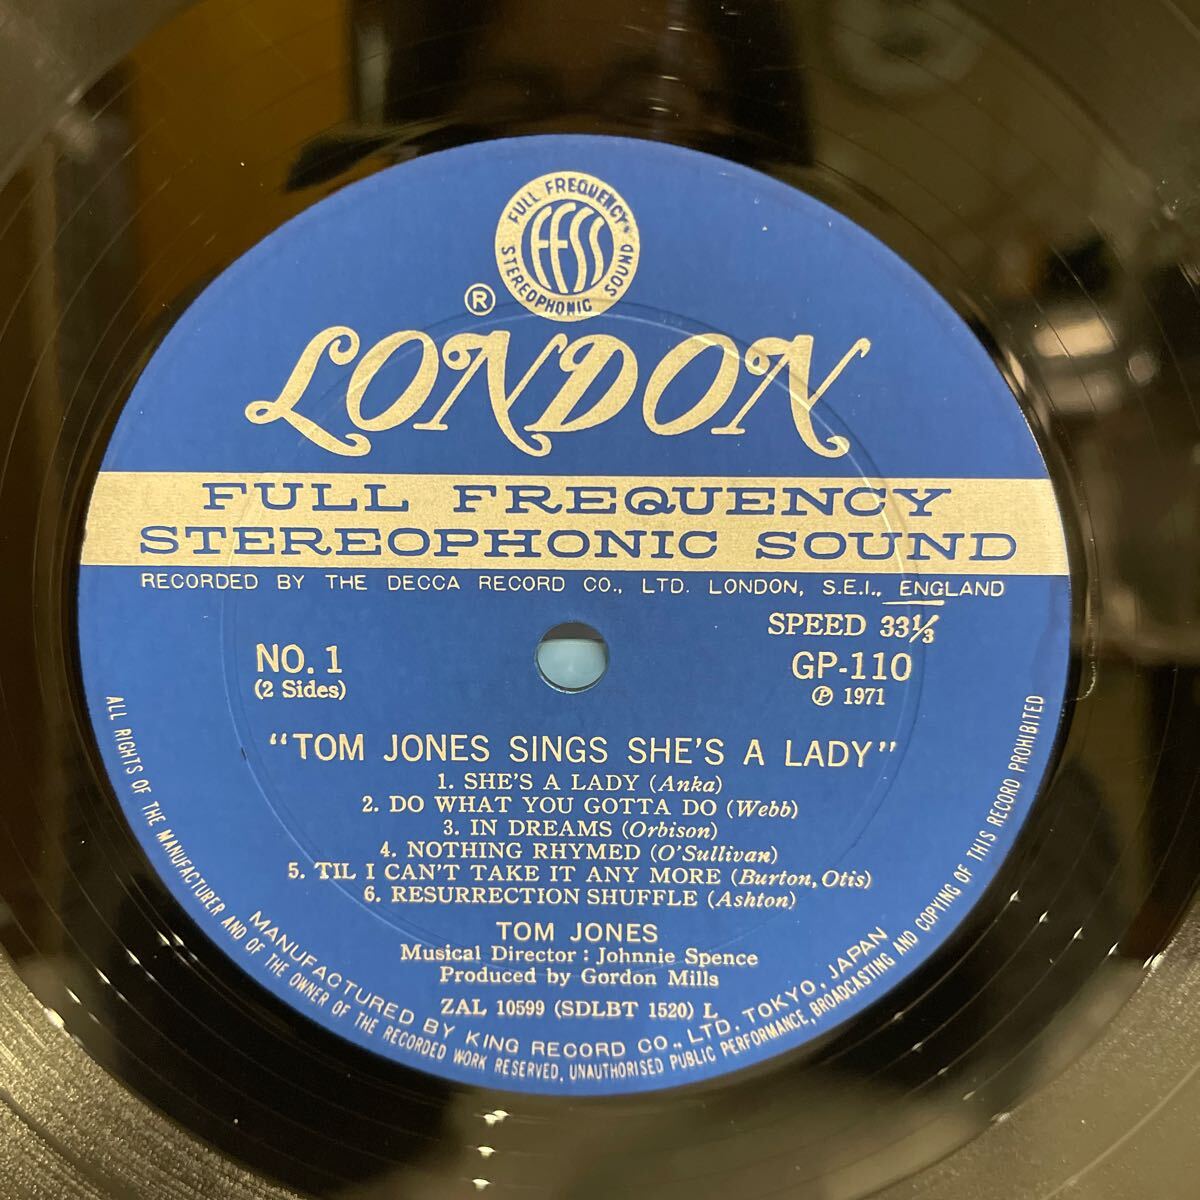 FULL FREQUENCY
FFSS
STEREOPHONIC SOUND
®
LONDON
FULL FREQUENCY
STEREOPHONIC SOUND
RECORDED BY THE DECCA RECORD CO., LTD. LONDON, S.E.I., ENGLAND
SPEED 33⅓
NO. 1
GP-110
(2 Sides)
℗ 1971
"TOM JONES SINGS SHE'S A LADY"
1. SHE'S A LADY (Anka)
2. DO WHAT YOU GOTTA DO (Webb)
3. IN DREAMS (Orbison)
4. NOTHING RHYMED (O'Sullivan)
5. 'TIL I CAN'T TAKE IT ANY MORE (Burton, Otis)
6. RESURRECTION SHUFFLE (Ashton)
TOM JONES
Musical Director : Johnnie Spence
Produced by Gordon Mills
ZAL 10599 (SDLBT 1520) L
MANUFACTURED BY KING RECORD CO., LTD, TOKYO, JAPAN
ALL RIGHTS OF THE MANUFACTURER AND OF THE OWNER OF THE RECORDED WORK RESERVED, UNAUTHORISED PUBLIC PERFORMANCE, BROADCASTING AND COPYING OF THIS RECORD PROHIBITED